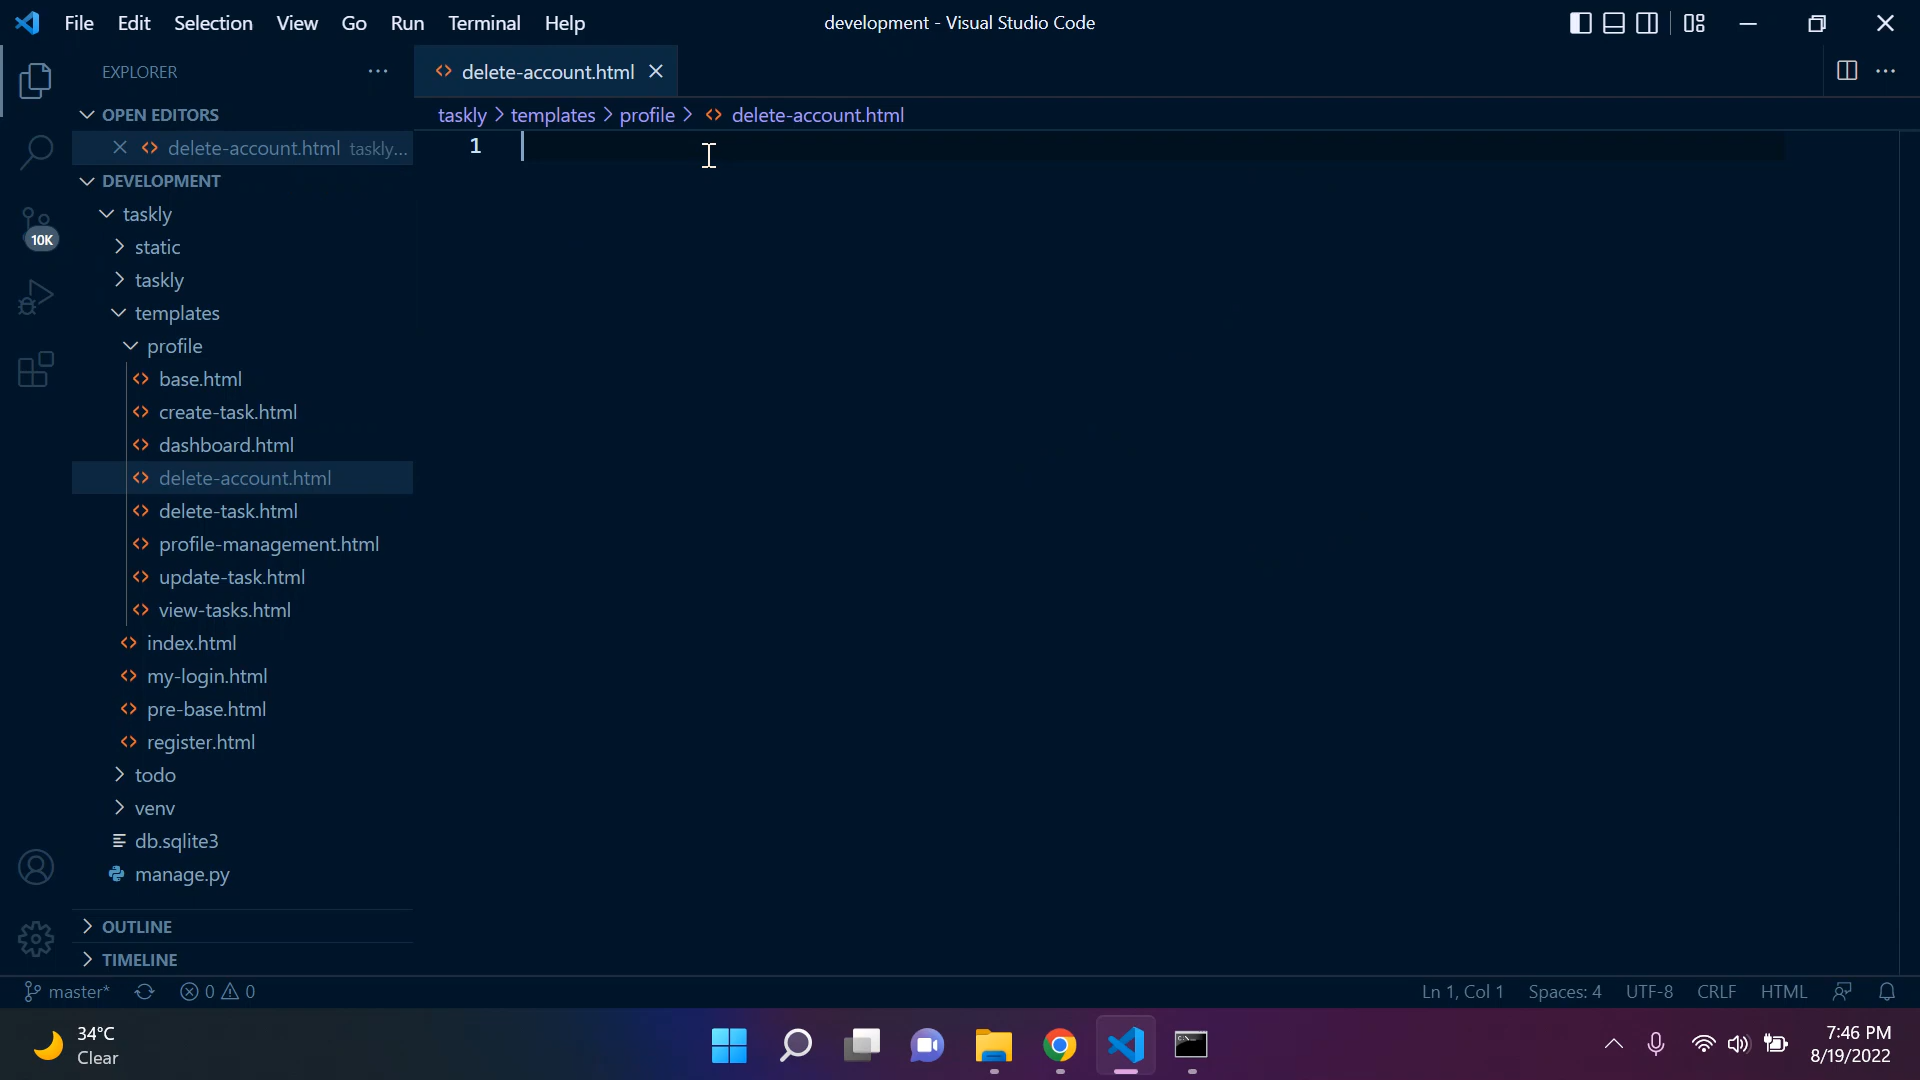 File Edit Selection View Go Run Terminal Help
development - Visual Studio Code
EXPLORER
OPEN EDITORS
delete-account.html taskly...
DEVELOPMENT
taskly
static
taskly
templates
profile
base.html
create-task.html
dashboard.html
delete-account.html
delete-task.html
profile-management.html
update-task.html
view-tasks.html
index.html
my-login.html
pre-base.html
register.html
todo
venv
db.sqlite3
manage.py
OUTLINE
TIMELINE
10K
delete-account.html
taskly > templates > profile > delete-account.html
1
master* 0 0
Ln 1, Col 1 Spaces: 4 UTF-8 CRLF HTML
34°C
Clear
7:46 PM
8/19/2022